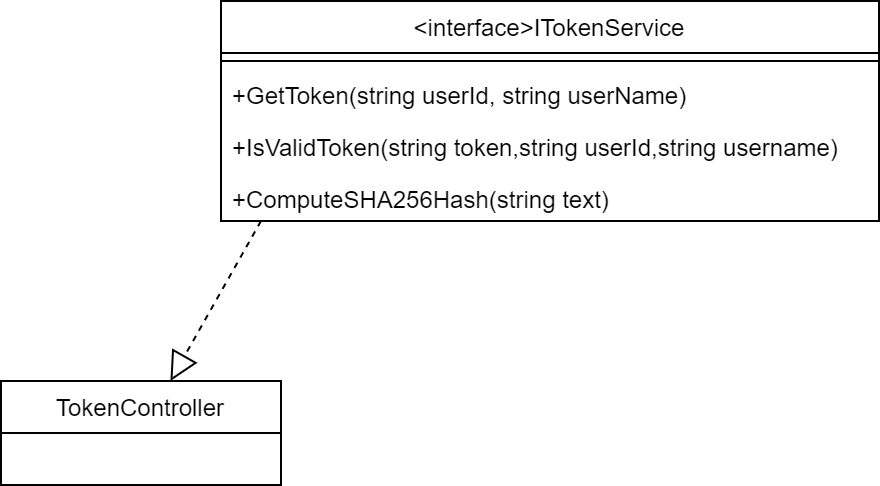 <interface>ITokenService
+GetToken(string userId, string userName)
+IsValidToken(string token,string userId,string username)
+ComputeSHA256Hash(string text)
TokenController